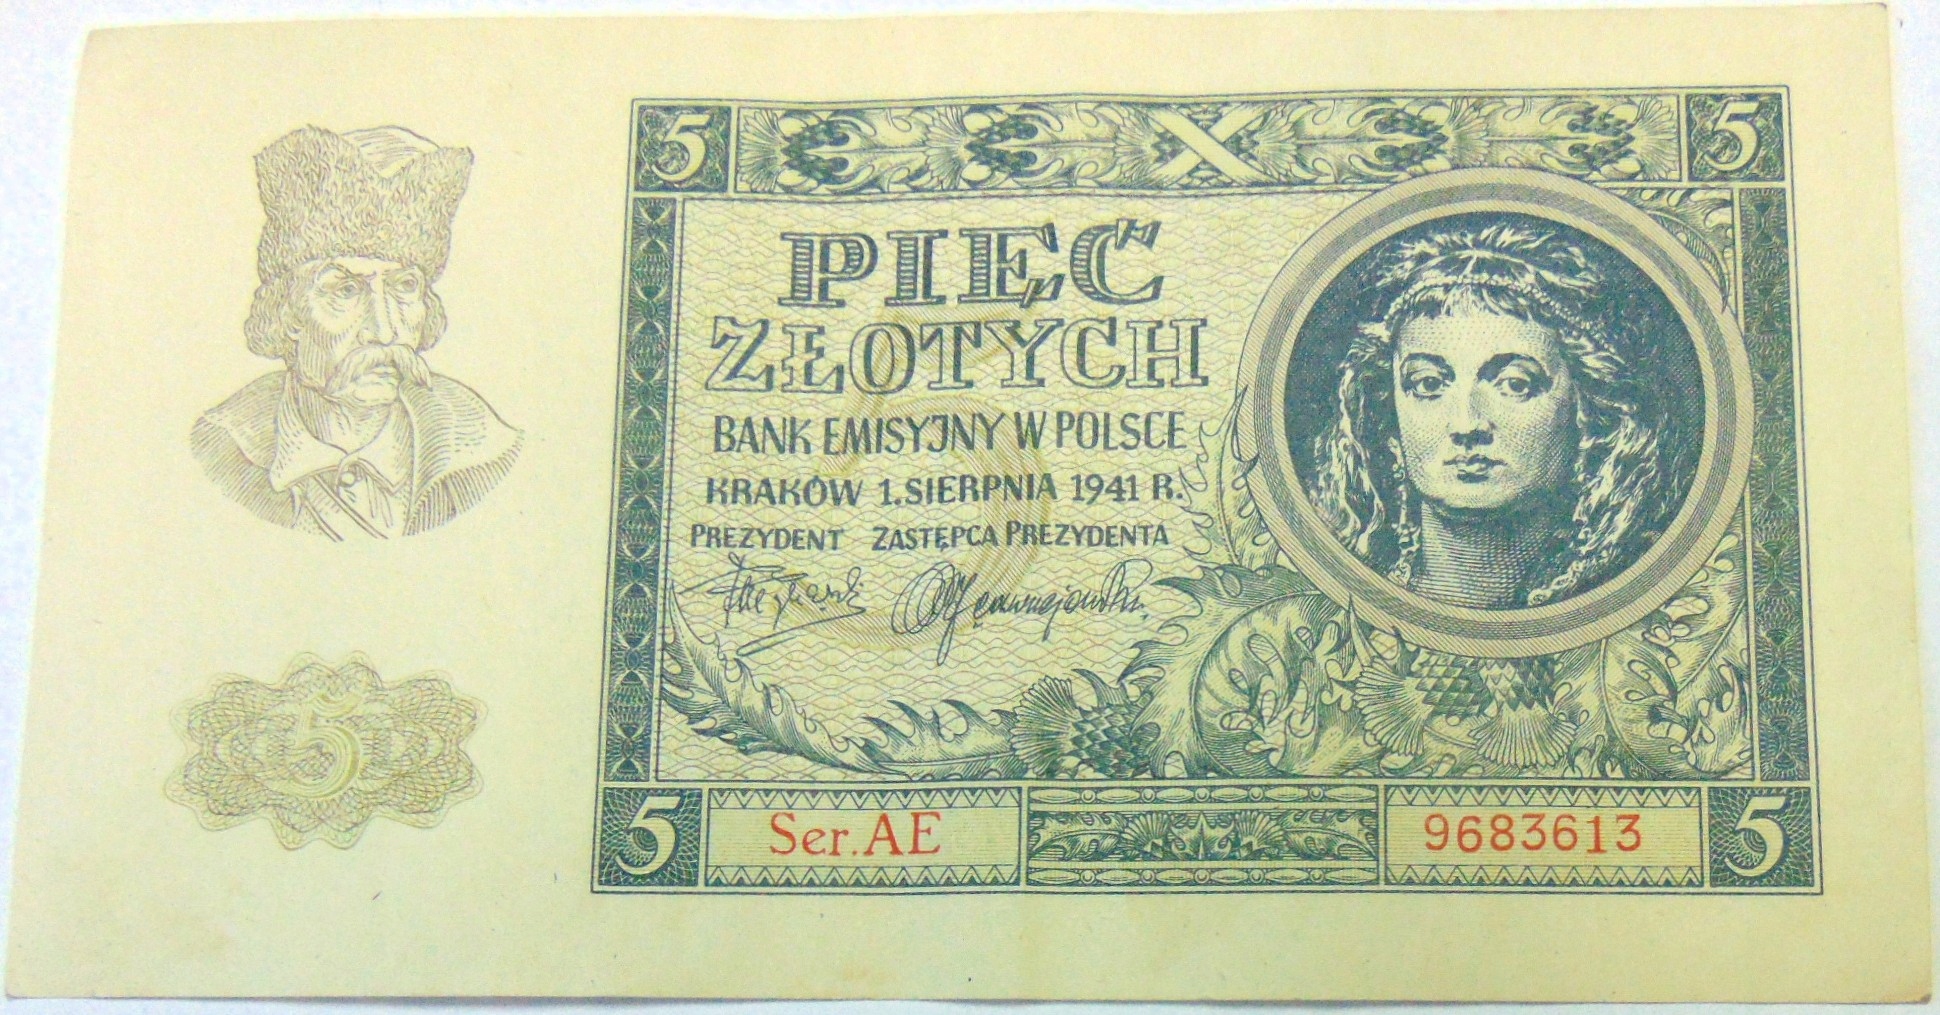 5 5
PIĘĆ
ZŁOTYCH
BANK EMISYJNY W POLSCE
KRAKÓW 1. SIERPNIA 1941 R.
PREZYDENT ZASTĘPCA PREZYDENTA
5
5 Ser. AE 9683613 5